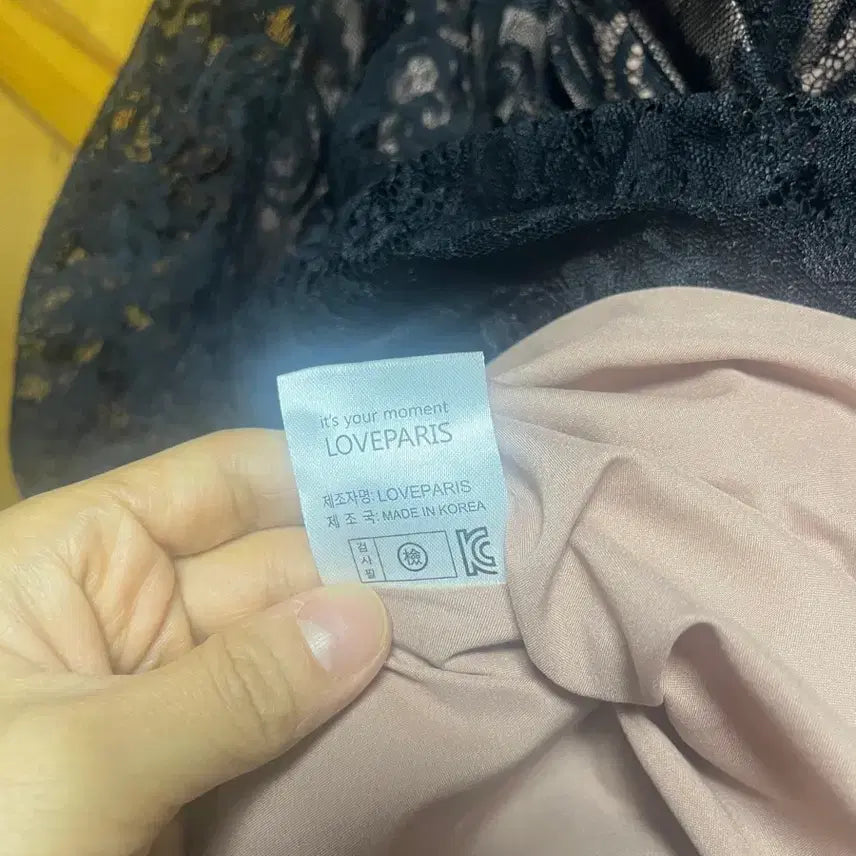 it's your moment
LOVEPARIS
제조자명: LOVEPARIS
제 조 국: MADE IN KOREA
검사필 檢 KC